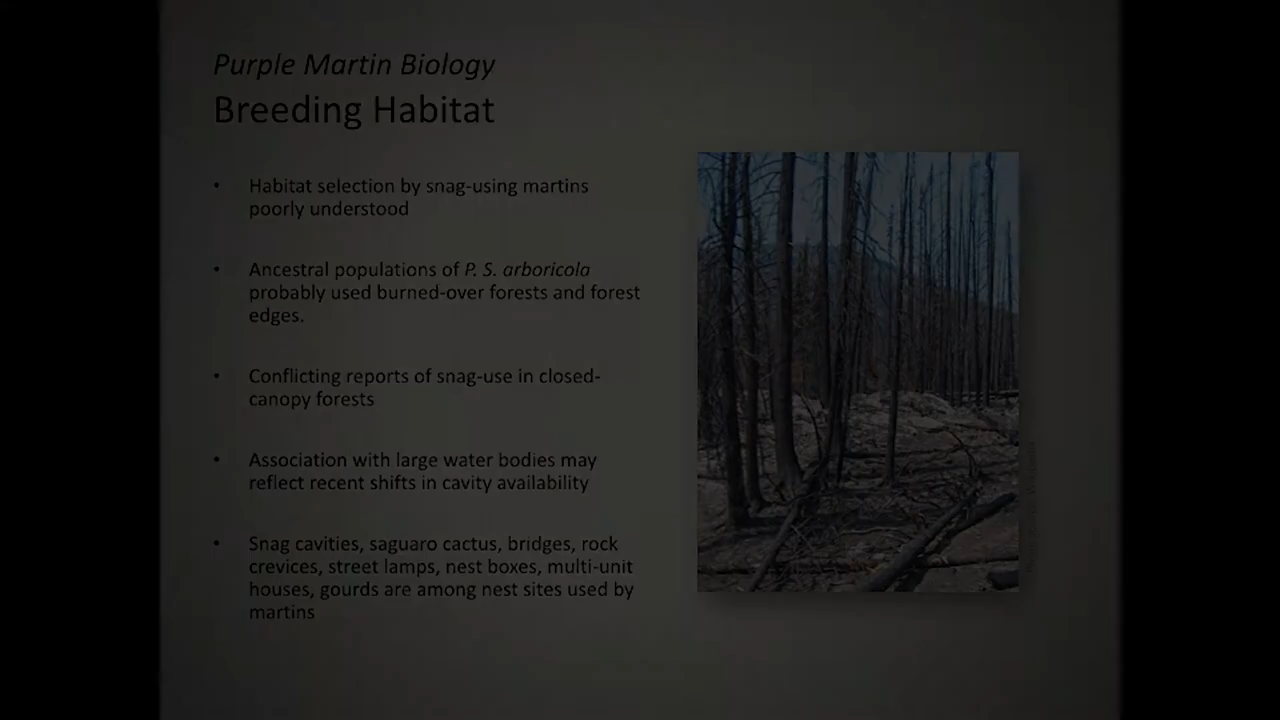 Purple Martin Biology
Breeding Habitat
• Habitat selection by snag-using martins
poorly understood
• Ancestral populations of P. S. arboricola
probably used burned-over forests and forest
edges.
• Conflicting reports of snag-use in closed-
canopy forests
• Association with large water bodies may
reflect recent shifts in cavity availability
• Snag cavities, saguaro cactus, bridges, rock
crevices, street lamps, nest boxes, multi-unit
houses, gourds are among nest sites used by
martins